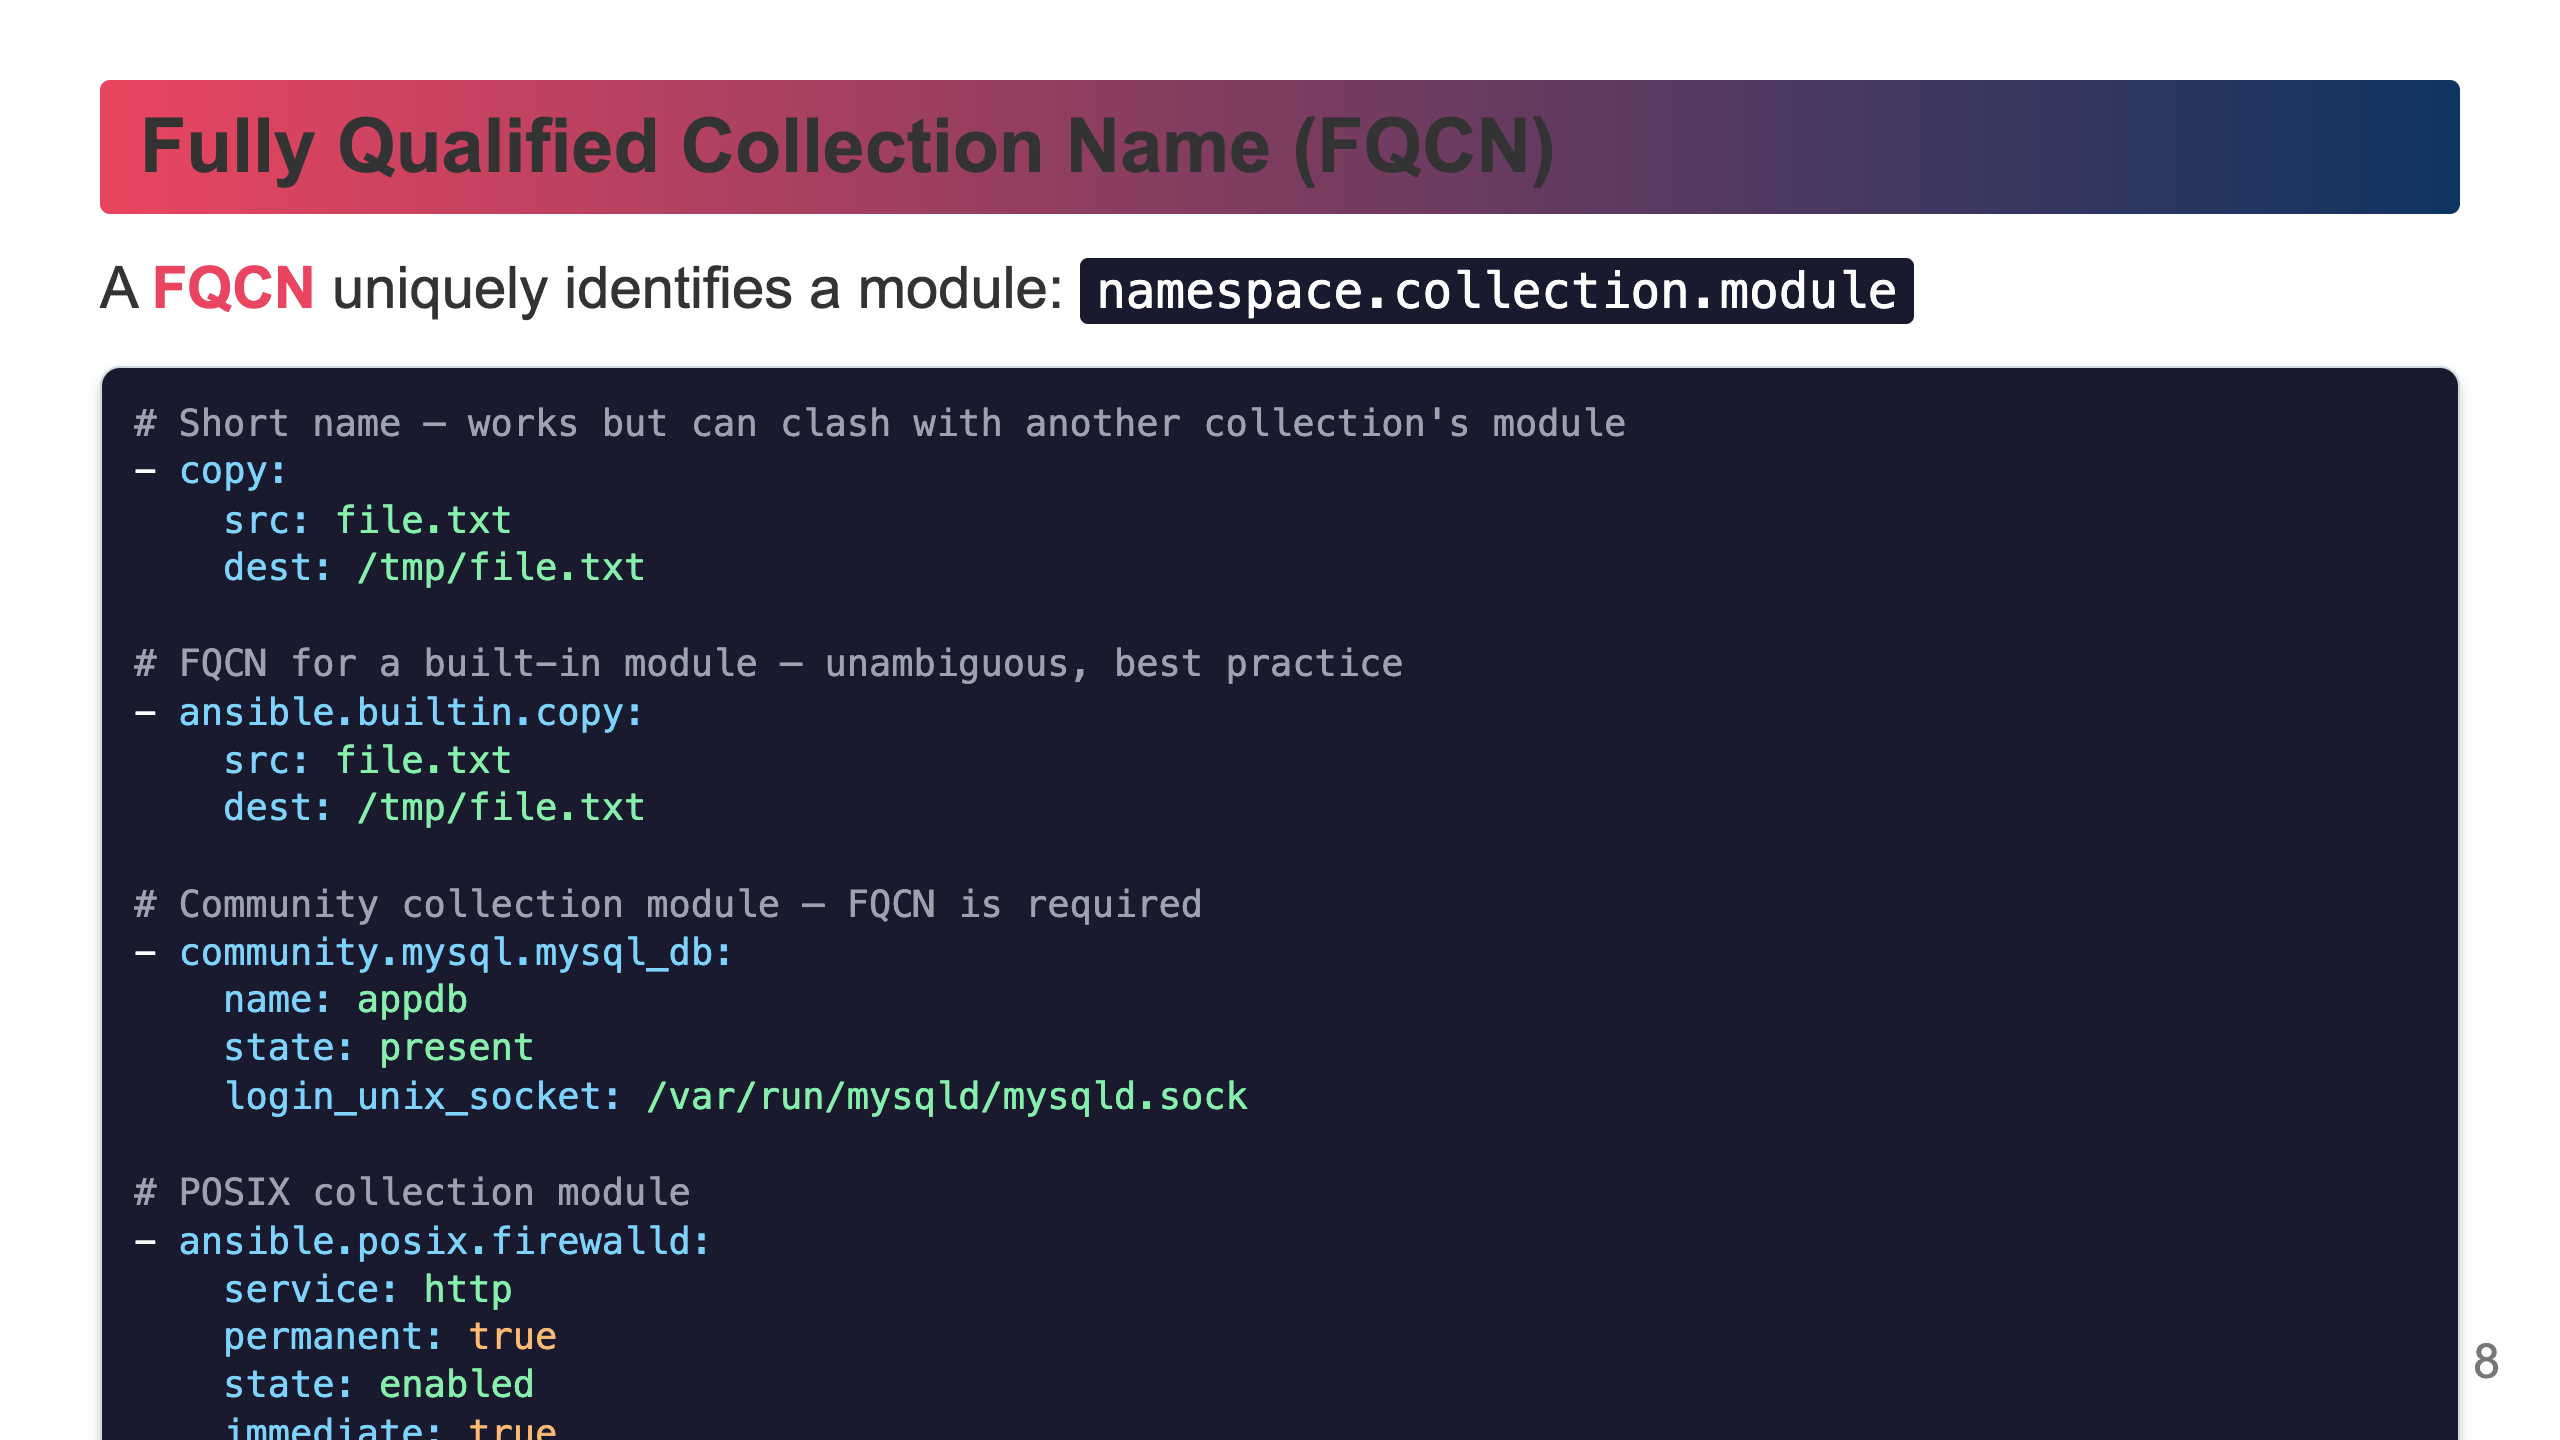 Fully Qualified Collection Name (FQCN)
A FQCN uniquely identifies a module: namespace.collection.module
# Short name — works but can clash with another collection's module
- copy:
    src: file.txt
    dest: /tmp/file.txt
# FQCN for a built-in module — unambiguous, best practice
- ansible.builtin.copy:
    src: file.txt
    dest: /tmp/file.txt
# Community collection module — FQCN is required
- community.mysql.mysql_db:
    name: appdb
    state: present
    login_unix_socket: /var/run/mysqld/mysqld.sock
# POSIX collection module
- ansible.posix.firewalld:
    service: http
    permanent: true
    state: enabled
    immediate: true
8